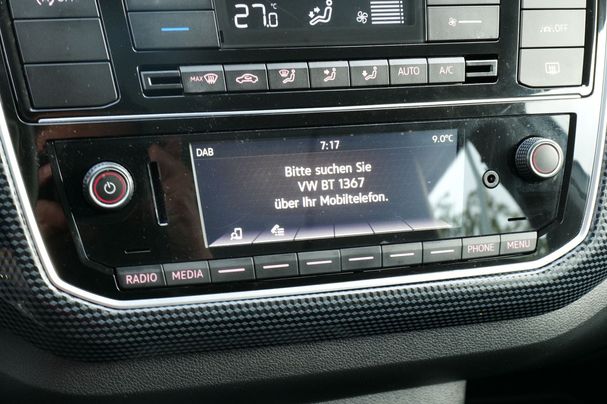 27.0
MAX
AUTO
A/C
OFF
DAB 7:17 9.0°C
Bitte suchen Sie
VW BT 1367
über Ihr Mobiltelefon.
RADIO MEDIA PHONE MENU